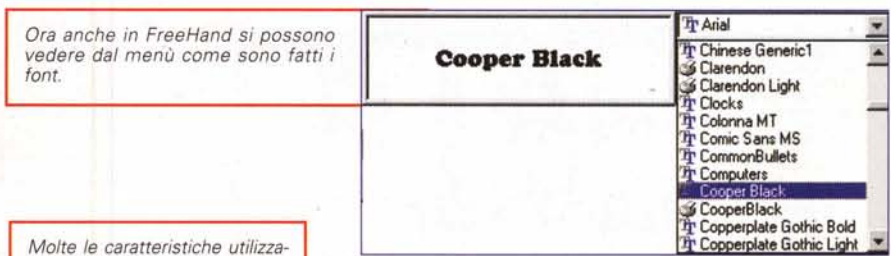 Ora anche in FreeHand si possono
vedere dal menù come sono fatti i
font.
Cooper Black
Arial
Chinese Generic1
Clarendon
Clarendon Light
Clocks
Colonna MT
Comic Sans MS
CommonBullets
Computers
Cooper Black
CooperBlack
Copperplate Gothic Bold
Copperplate Gothic Light
Molte le caratteristiche utilizza-